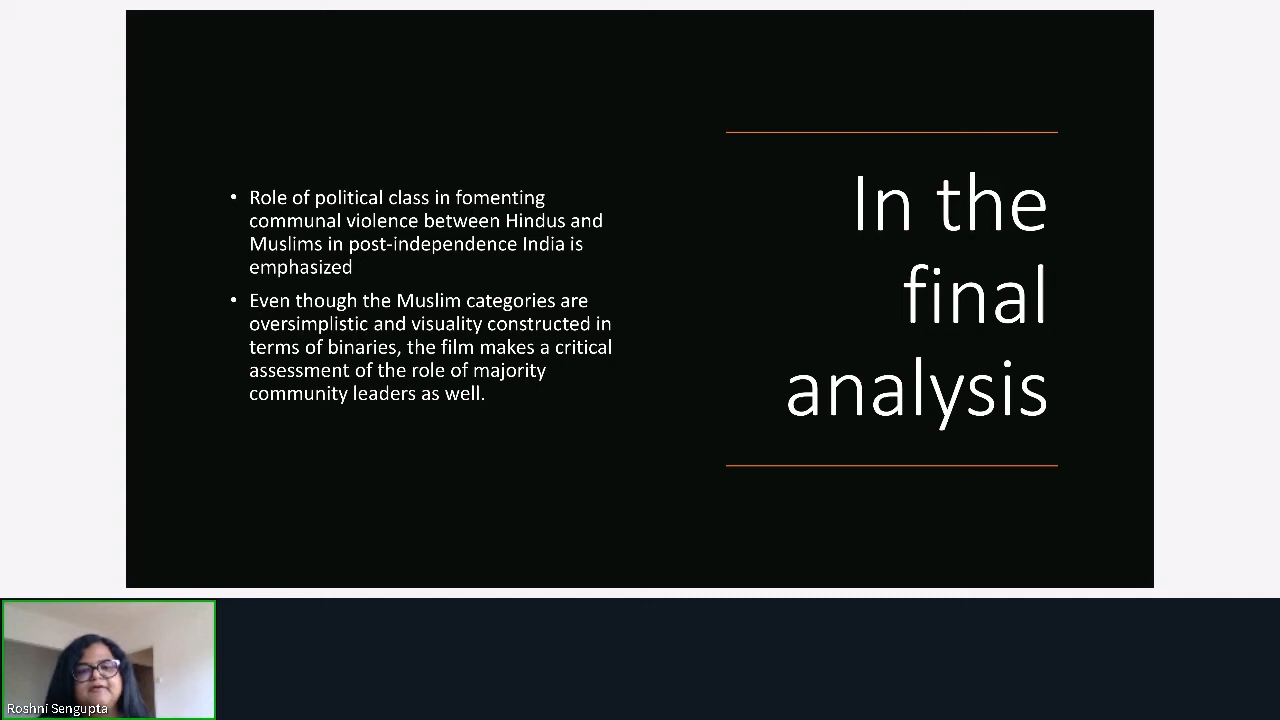 • Role of political class in fomenting
communal violence between Hindus and
Muslims in post-independence India is
emphasized
• Even though the Muslim categories are
oversimplistic and visuality constructed in
terms of binaries, the film makes a critical
assessment of the role of majority
community leaders as well.
In the
final
analysis
Roshni Sengupta